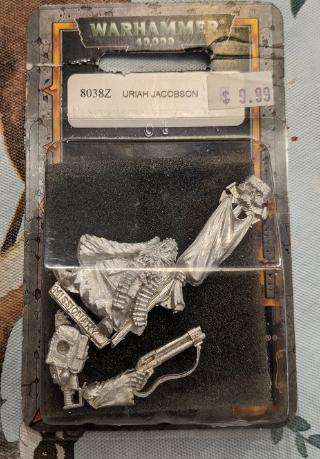 WARHAMMER
40,000
8038Z URIAH JACOBSON
$ 9.99
MISSIONARY